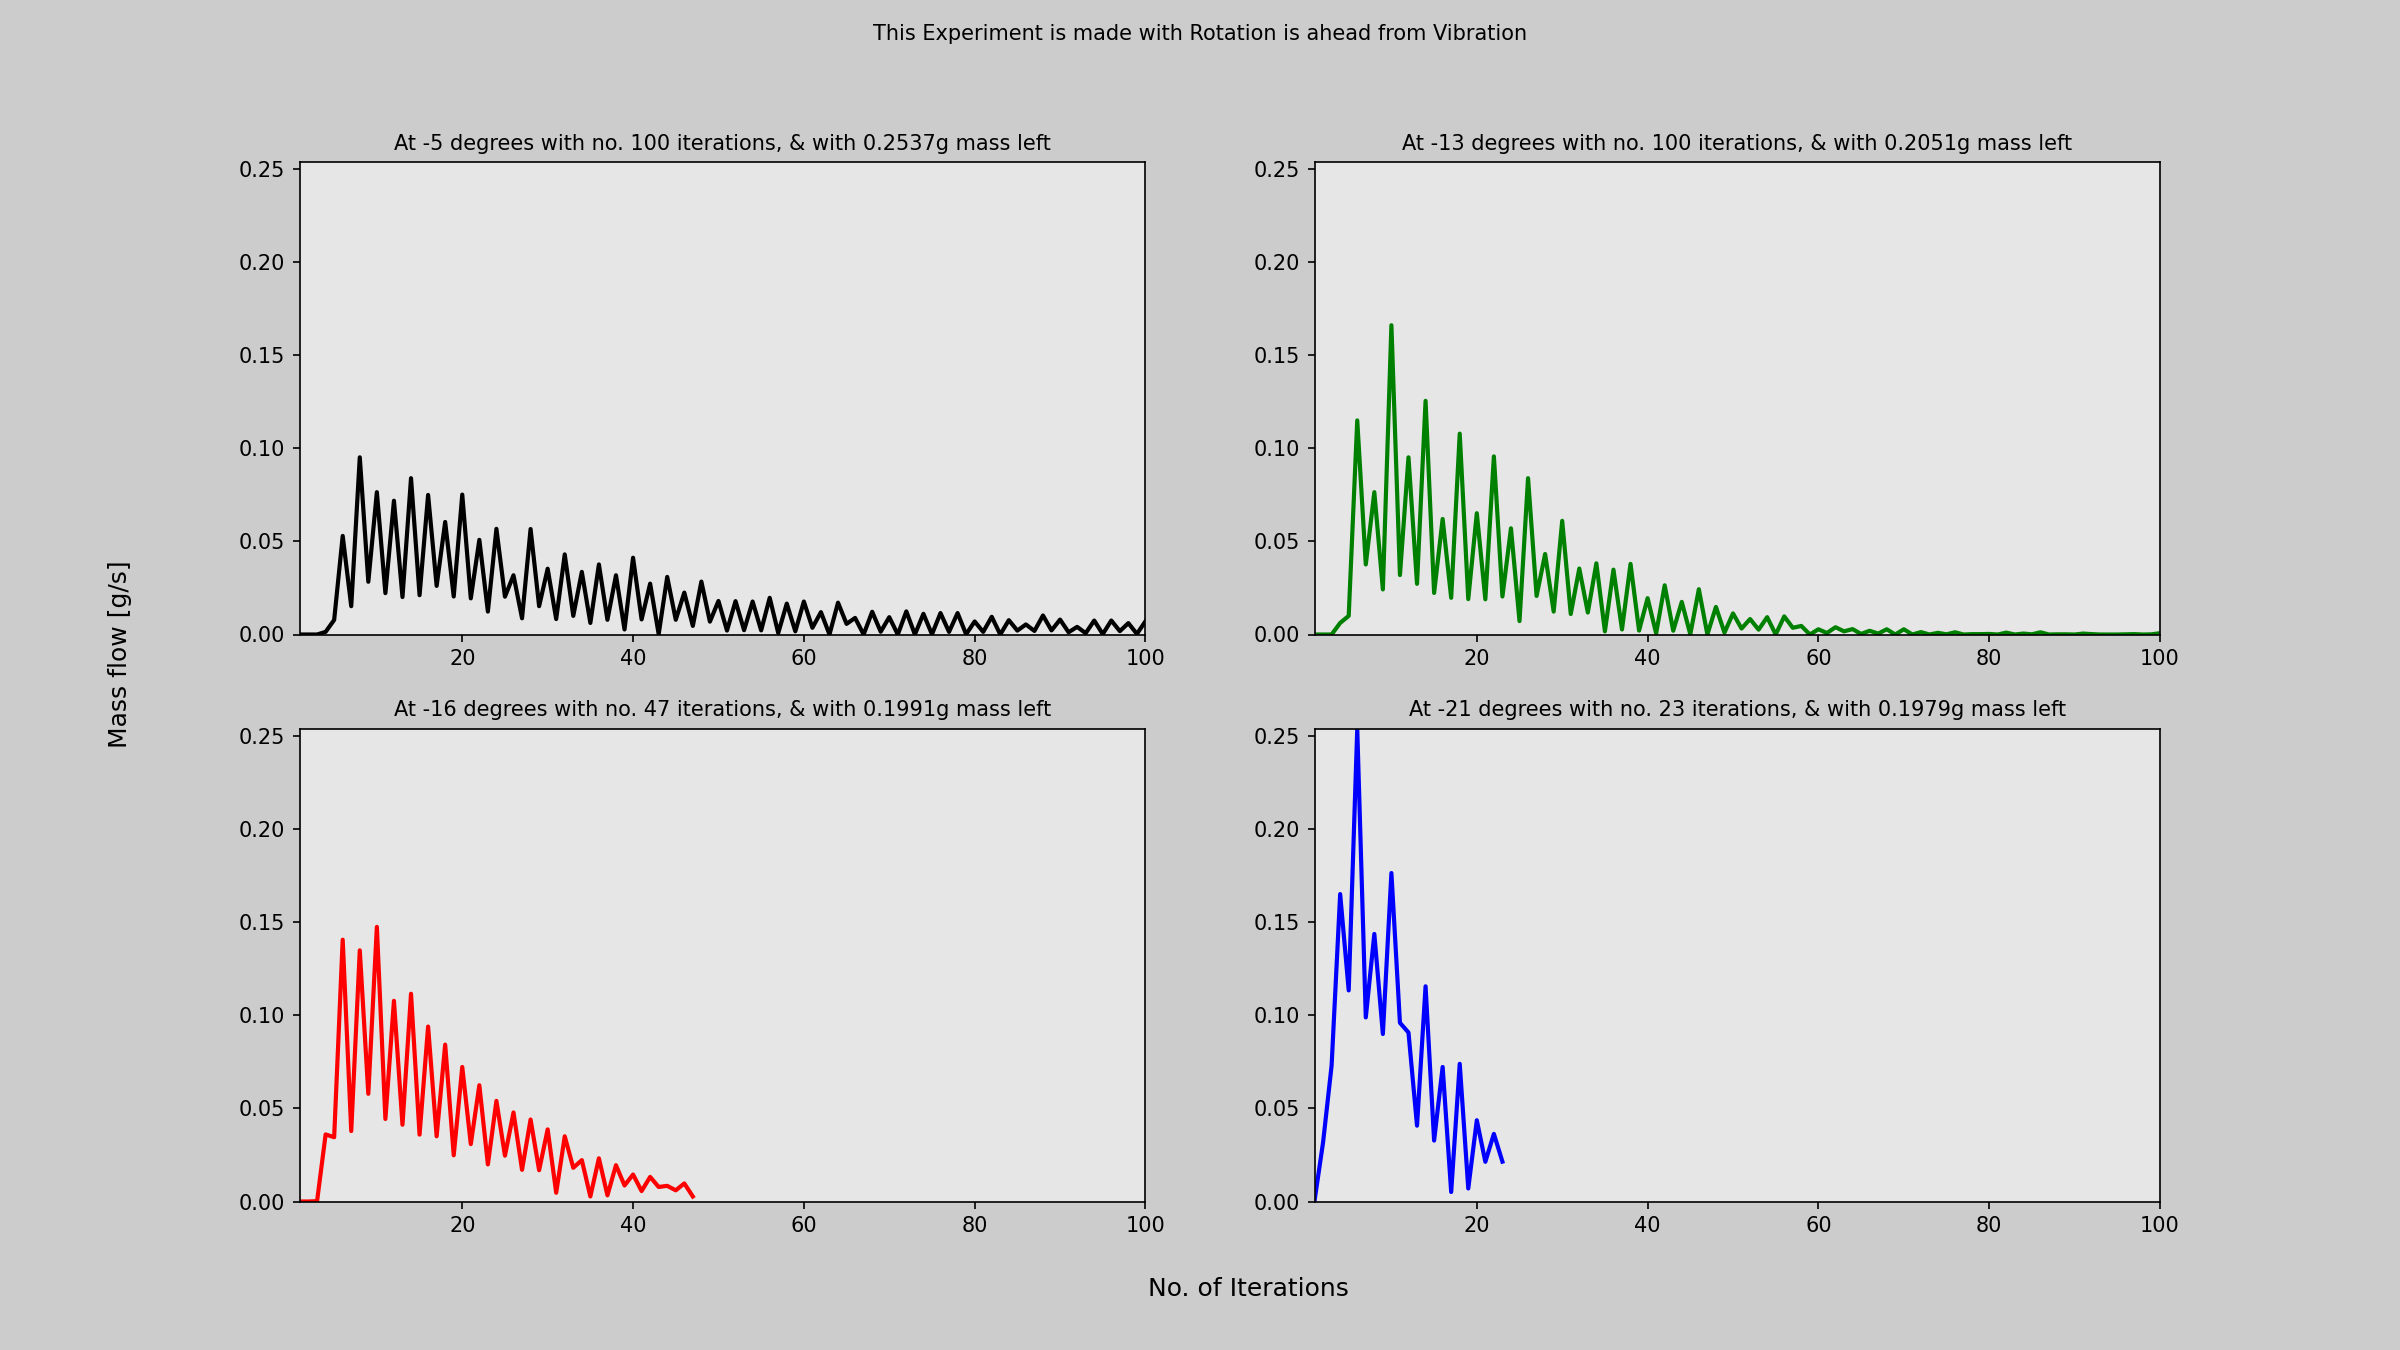 This Experiment is made with Rotation is ahead from Vibration
At -5 degrees with no. 100 iterations, & with 0.2537g mass left
0.25
0.20
0.15
0.10
0.05
0.00
20 40 60 80 100
At -13 degrees with no. 100 iterations, & with 0.2051g mass left
0.25
0.20
0.15
0.10
0.05
0.00
20 40 60 80 100
Mass flow [g/s]
At -16 degrees with no. 47 iterations, & with 0.1991g mass left
0.25
0.20
0.15
0.10
0.05
0.00
20 40 60 80 100
At -21 degrees with no. 23 iterations, & with 0.1979g mass left
0.25
0.20
0.15
0.10
0.05
0.00
20 40 60 80 100
No. of Iterations